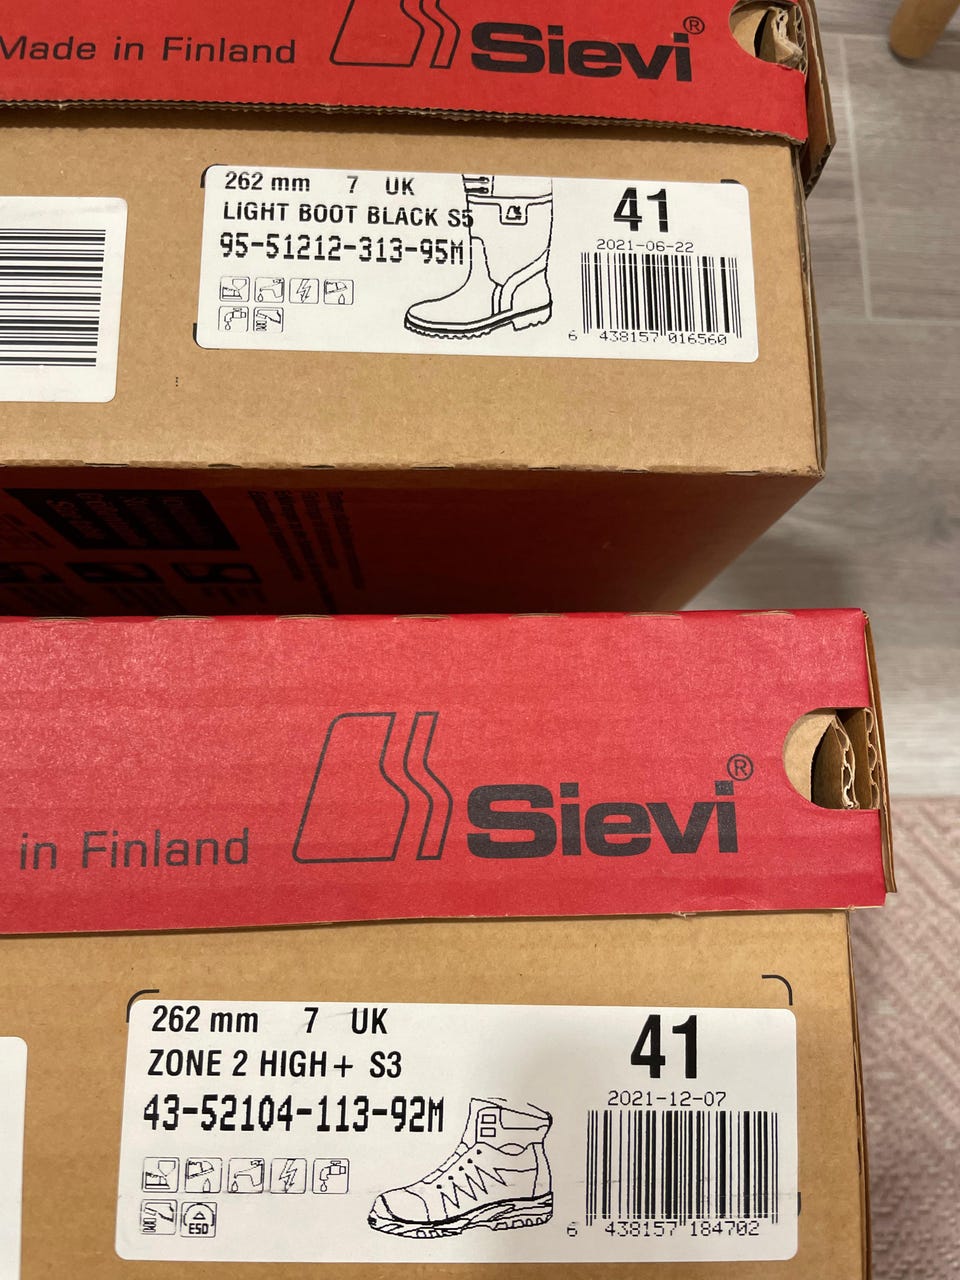 Made in Finland
Sievi®
262 mm 7 UK
LIGHT BOOT BLACK S5
95-51212-313-95M
41
2021-06-22
6 438157 016560
in Finland
Sievi®
262 mm 7 UK
ZONE 2 HIGH+ S3
43-52104-113-92M
ESD
41
2021-12-07
6 438157 184702